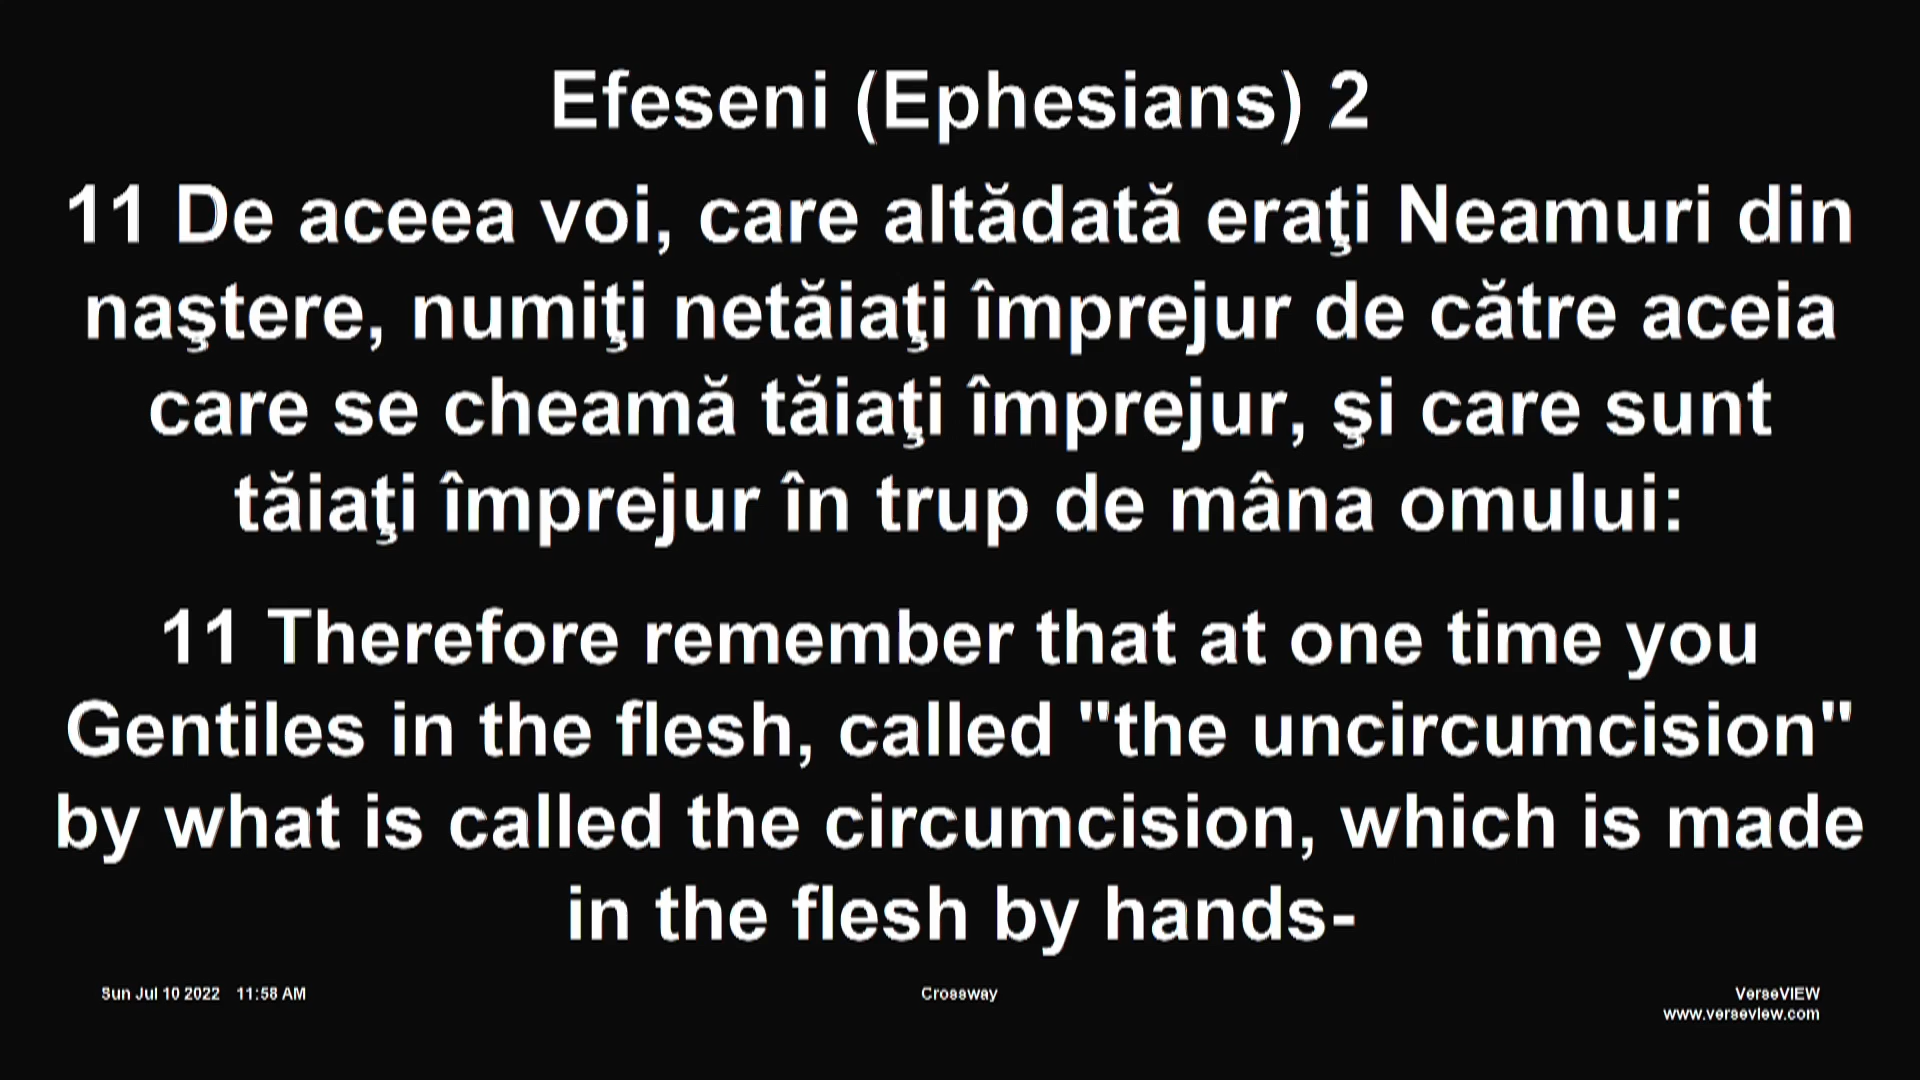 Efeseni (Ephesians) 2
11 De aceea voi, care altădată eraţi Neamuri din
naştere, numiţi netăiaţi împrejur de către aceia
care se cheamă tăiaţi împrejur, şi care sunt
tăiaţi împrejur în trup de mâna omului:
11 Therefore remember that at one time you
Gentiles in the flesh, called "the uncircumcision"
by what is called the circumcision, which is made
in the flesh by hands-
Sun Jul 10 2022 11:58 AM
Crossway
VerseVIEW
www.verseview.com